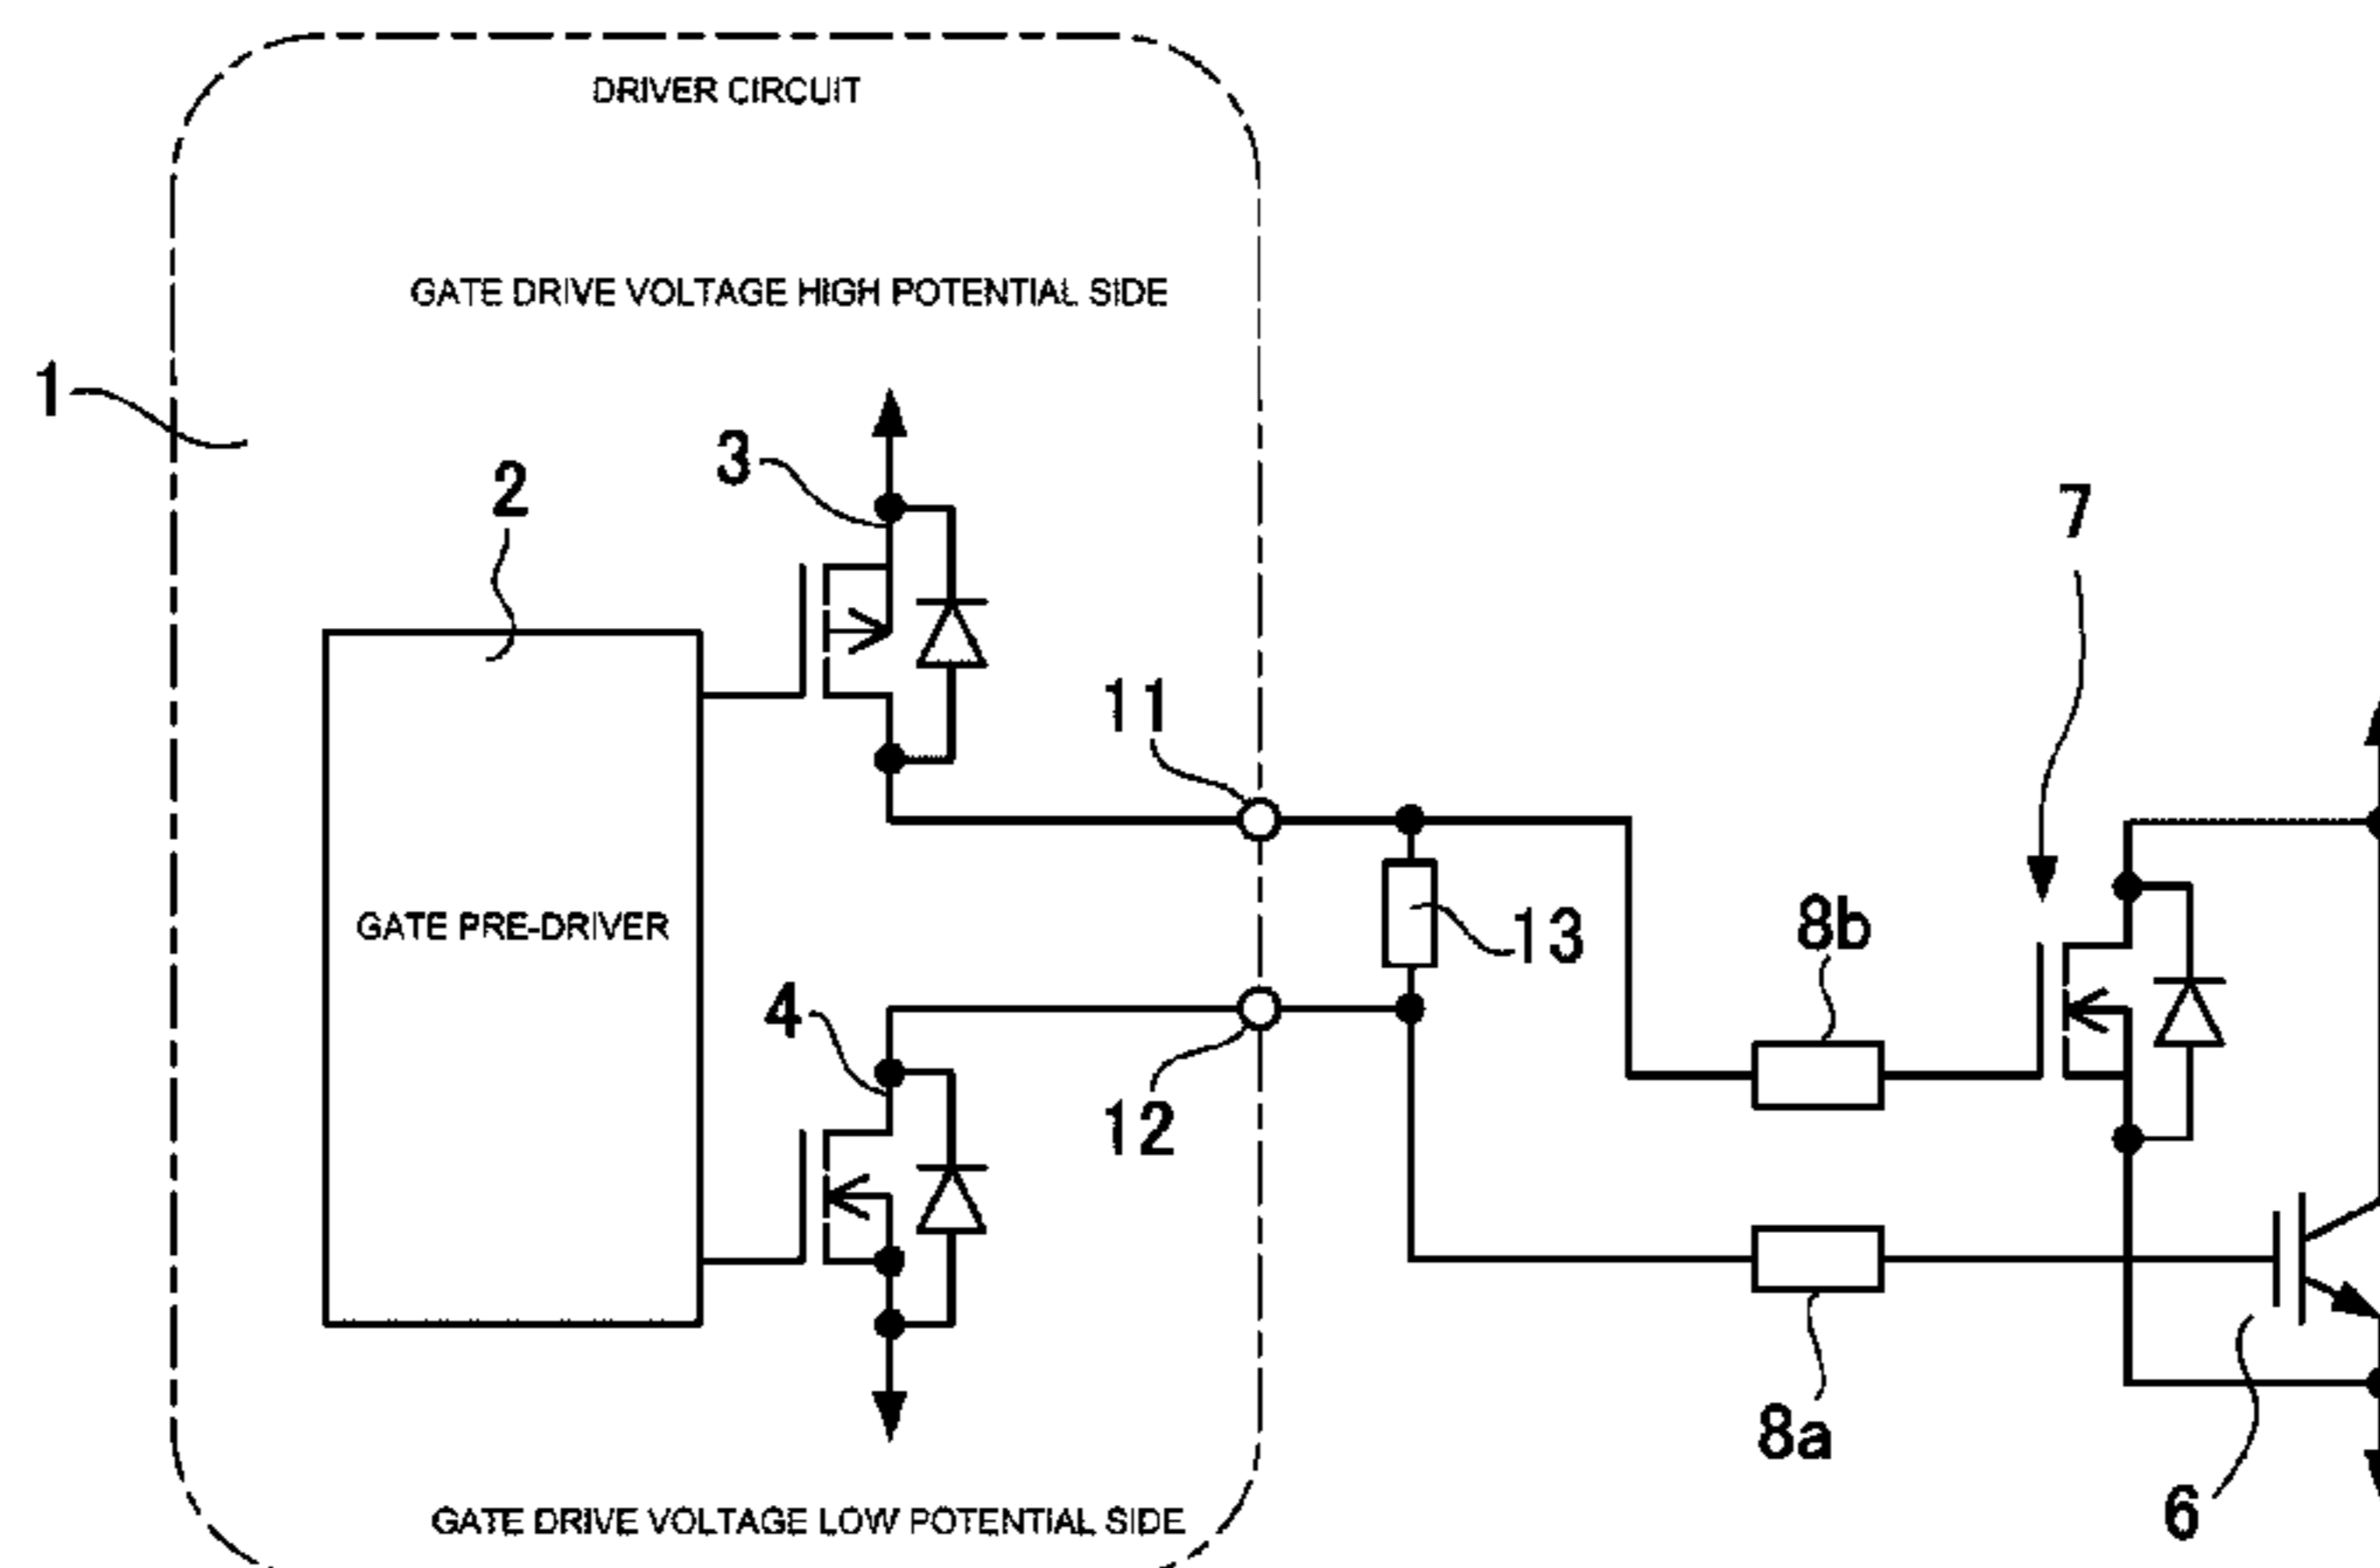 DRIVER CIRCUIT
GATE DRIVE VOLTAGE HIGH POTENTIAL SIDE
1
3
2
7
11
8b
13
GATE PRE-DRIVER
4
12
8a
6
GATE DRIVE VOLTAGE LOW POTENTIAL SIDE